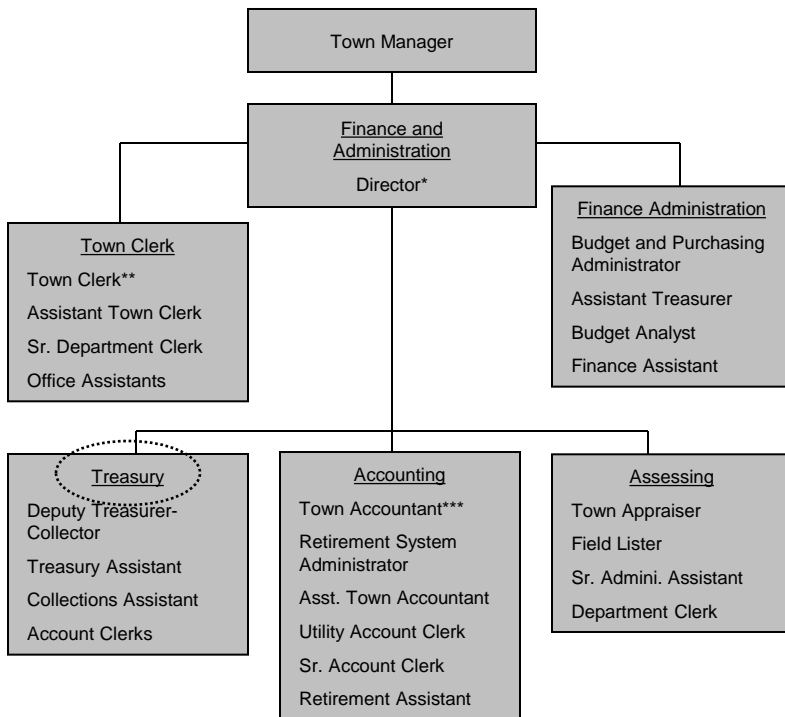 Town Manager
Finance and
Administration
Director*
Town Clerk
Town Clerk**
Assistant Town Clerk
Sr. Department Clerk
Office Assistants
Finance Administration
Budget and Purchasing
Administrator
Assistant Treasurer
Budget Analyst
Finance Assistant
Treasury
Deputy Treasurer-
Collector
Treasury Assistant
Collections Assistant
Account Clerks
Accounting
Town Accountant***
Retirement System
Administrator
Asst. Town Accountant
Utility Account Clerk
Sr. Account Clerk
Retirement Assistant
Assessing
Town Appraiser
Field Lister
Sr. Admini. Assistant
Department Clerk